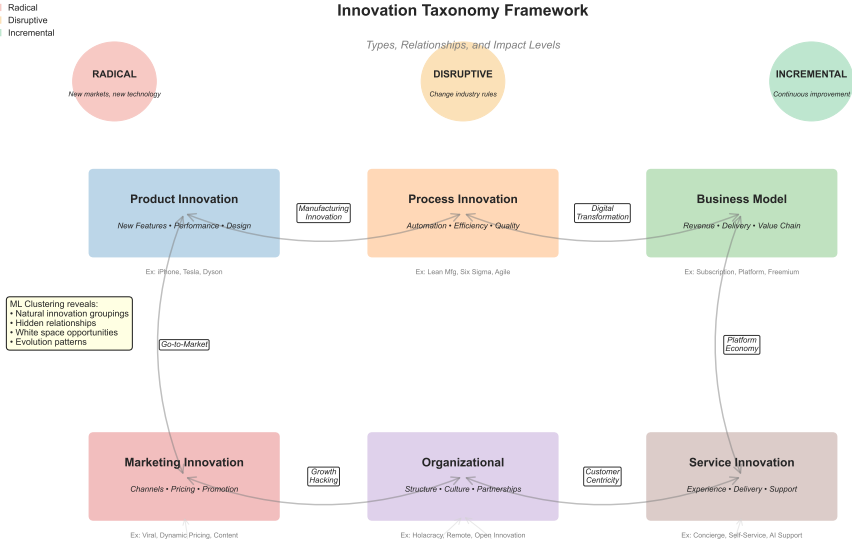 Radical
Disruptive
Incremental
Innovation Taxonomy Framework
Types, Relationships, and Impact Levels
RADICAL
New markets, new technology
DISRUPTIVE
Change industry rules
INCREMENTAL
Continuous improvement
Product Innovation
New Features • Performance • Design
Ex: iPhone, Tesla, Dyson
Manufacturing
Innovation
Process Innovation
Automation • Efficiency • Quality
Ex: Lean Mfg, Six Sigma, Agile
Digital
Transformation
Business Model
Revenue • Delivery • Value Chain
Ex: Subscription, Platform, Freemium
ML Clustering reveals:
• Natural innovation groupings
• Hidden relationships
• White space opportunities
• Evolution patterns
Go-to-Market
Platform
Economy
Marketing Innovation
Channels • Pricing • Promotion
Ex: Viral, Dynamic Pricing, Content
Growth
Hacking
Organizational
Structure • Culture • Partnerships
Ex: Holacracy, Remote, Open Innovation
Customer
Centricity
Service Innovation
Experience • Delivery • Support
Ex: Concierge, Self-Service, AI Support